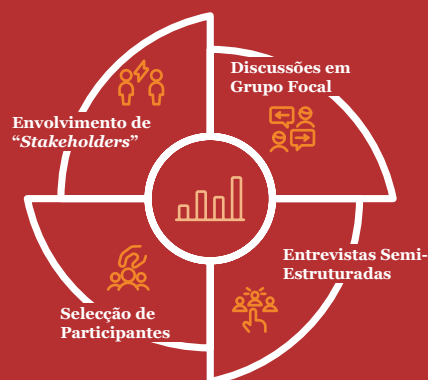 Discussões em
Grupo Focal
Envolvimento de
“Stakeholders”
Entrevistas Semi-
Estruturadas
Selecção de
Participantes